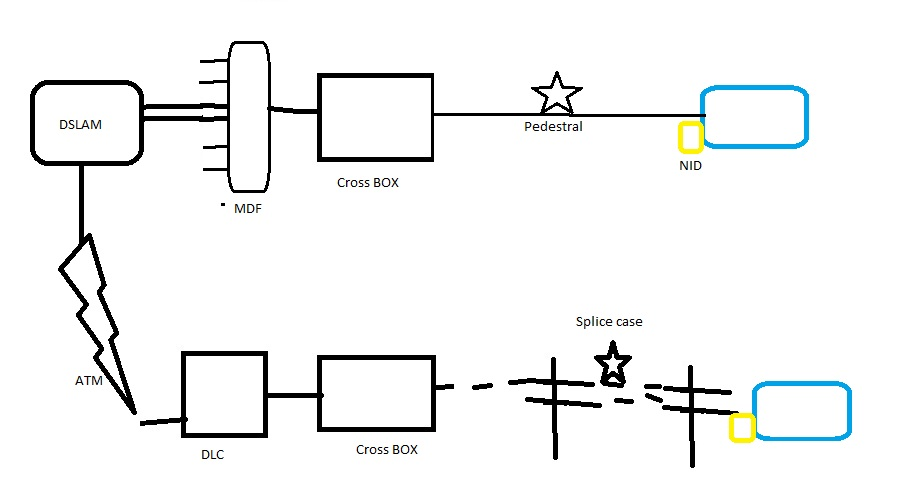 DSLAM
Pedestral
NID
Cross BOX
MDF
Splice case
ATM
DLC
Cross BOX